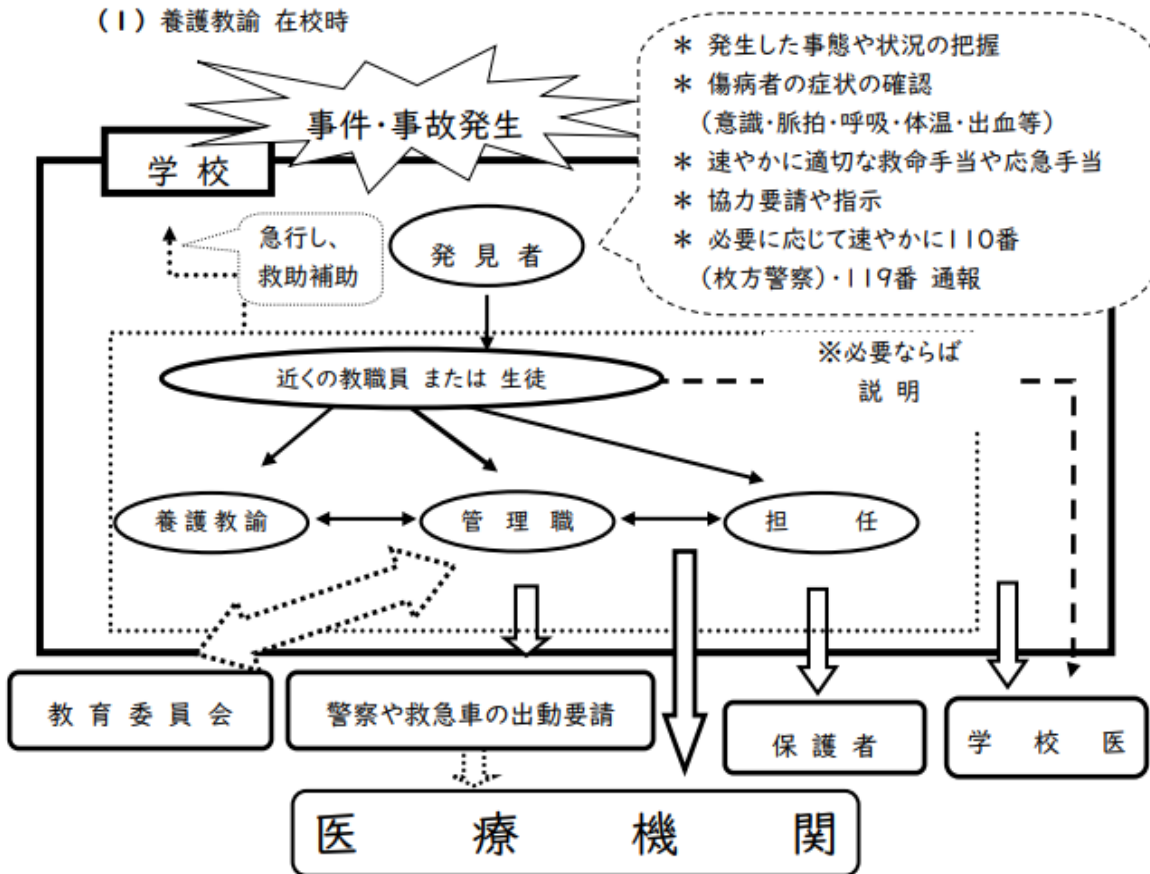 (1) 養護教諭 在校時
事件・事故発生
学校
* 発生した事態や状況の把握
* 傷病者の症状の確認
(意識・脈拍・呼吸・体温・出血等)
* 速やかに適切な救命手当や応急手当
* 協力要請や指示
* 必要に応じて速やかに110番
(枚方警察)・119番 通報
急行し、
救助補助
発見者
近くの教職員 または 生徒
※必要ならば
説明
養護教諭
管理職
担任
教育委員会
警察や救急車の出動要請
保護者
学校医
医療機関